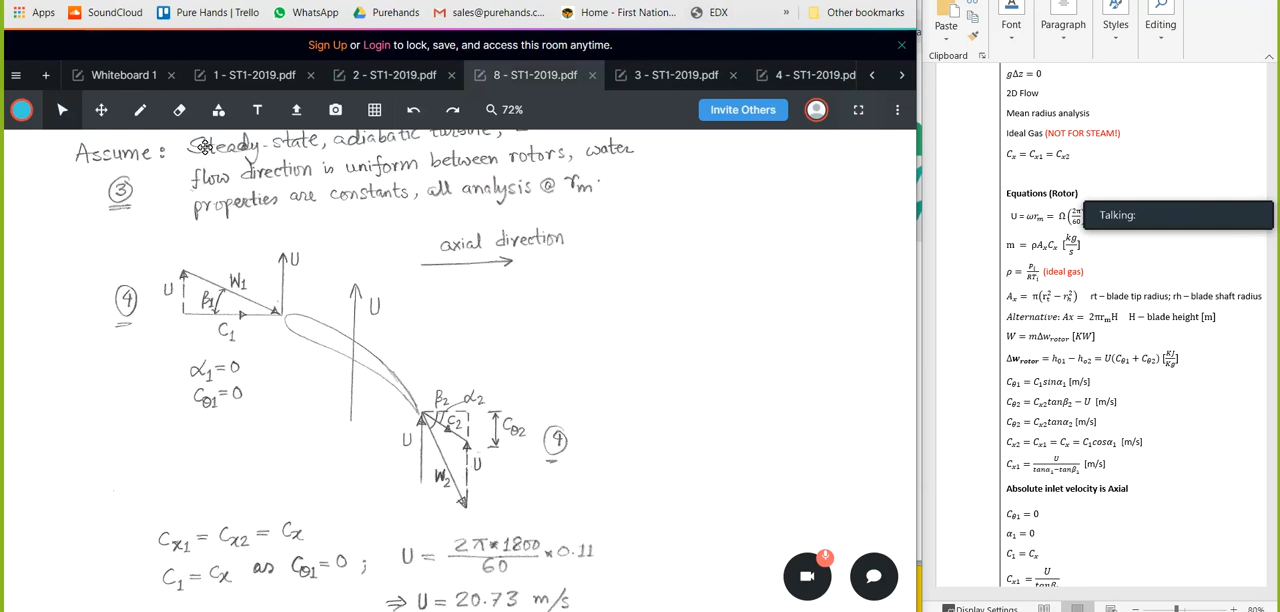 Apps SoundCloud Pure Hands | Trello WhatsApp Purehands sales@purehands.c... Home - First Nation... EDX » Other bookmarks
Sign Up or Login to lock, save, and access this room anytime.
Whiteboard 1 1 - ST1-2019.pdf 2 - ST1-2019.pdf 8 - ST1-2019.pdf 3 - ST1-2019.pdf 4 - ST1-2019.pd
72% Invite Others
Assume: Steady-state, adiabatic turbine,
③ flow direction is uniform between rotors, water
properties are constants, all analysis @ rm.
axial direction
④ U W1 β1 C1 U
U
α1=0
Cθ1=0
β2 α2
C2 Cθ2
U U
W2
④
Cx1 = Cx2 = Cx
C1 = Cx as Cθ1=0 ;
U = 2π*1800/60 * 0.11
⇒ U = 20.73 m/s
Paste Font Paragraph Styles Editing
Clipboard
gΔz = 0
2D Flow
Mean radius analysis
Ideal Gas (NOT FOR STEAM!)
Cx = Cx1 = Cx2
Equations (Rotor)
U = ωrm = Ω (2π/60
Talking:
m = ρAxCx [kg/s]
ρ = Pi/RTi (ideal gas)
Ax = π(rt² − rh²) rt – blade tip radius; rh – blade shaft radius
Alternative: Ax = 2πrmH H – blade height [m]
W = mΔwrotor [KW]
Δwrotor = h01 − ho2 = U(Cθ1 + Cθ2) [KJ/Kg]
Cθ1 = C1sinα1 [m/s]
Cθ2 = Cx2tanβ2 − U [m/s]
Cθ2 = Cx2tanα2 [m/s]
Cx2 = Cx1 = Cx = C1cosα1 [m/s]
Cx1 = U/tanα1−tanβ1 [m/s]
Absolute inlet velocity is Axial
Cθ1 = 0
α1 = 0
C1 = Cx
Cx1 = U/tanβ
Display Settings 80%